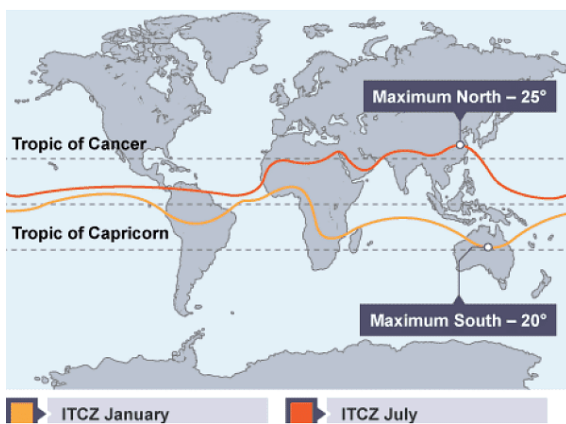 Maximum North – 25°
Tropic of Cancer
Tropic of Capricorn
Maximum South – 20°
ITCZ January
ITCZ July